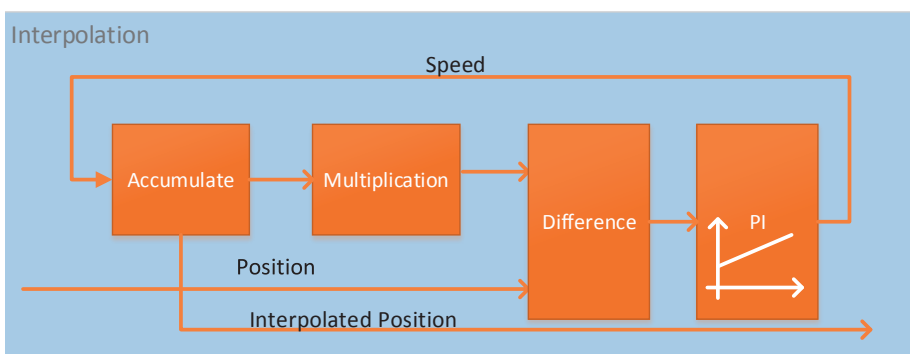 Interpolation
Speed
Accumulate
Multiplication
Difference
PI
Position
Interpolated Position